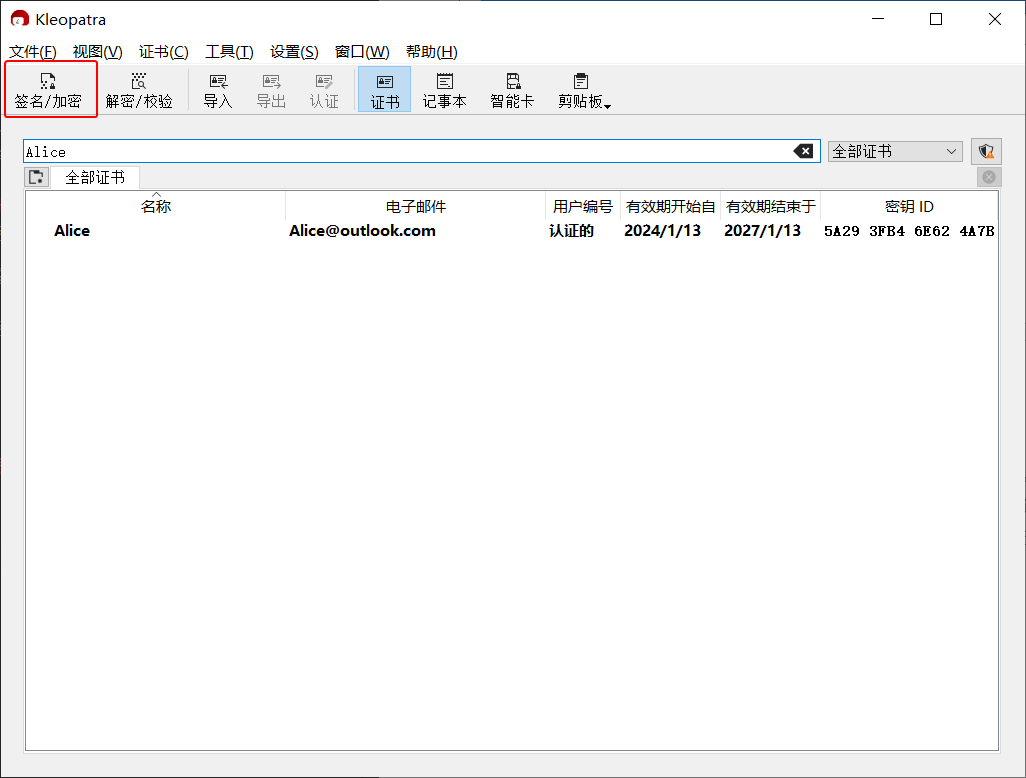 Kleopatra
文件(F) 视图(V) 证书(C) 工具(T) 设置(S) 窗口(W) 帮助(H)
签名/加密 解密/校验 导入 导出 认证 证书 记事本 智能卡 剪贴板
Alice 全部证书
全部证书
名称 电子邮件 用户编号 有效期开始自 有效期结束于 密钥 ID
Alice Alice@outlook.com 认证的 2024/1/13 2027/1/13 5A29 3FB4 6E62 4A7B